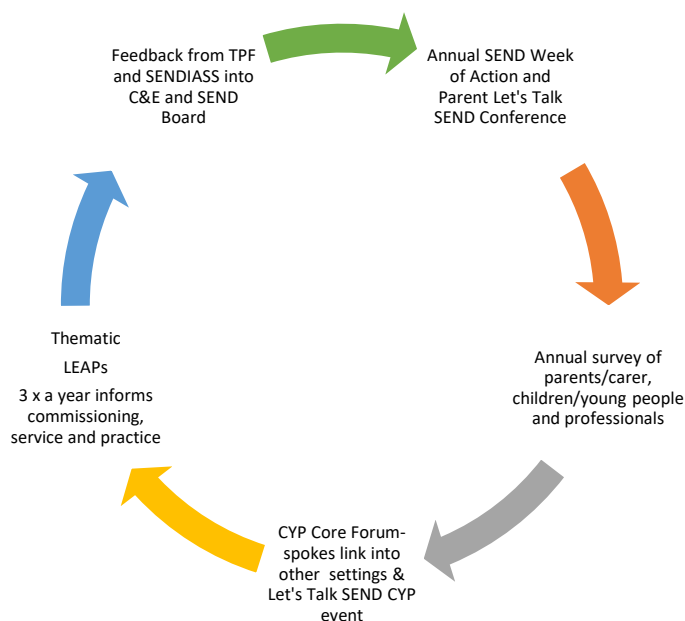 Feedback from TPF
and SENDIASS into
C&E and SEND
Board
Annual SEND Week
of Action and
Parent Let's Talk
SEND Conference
Annual survey of
parents/carer,
children/young people
and professionals
CYP Core Forum-
spokes link into
other settings &
Let's Talk SEND CYP
event
Thematic
LEAPs
3 x a year informs
commissioning,
service and practice